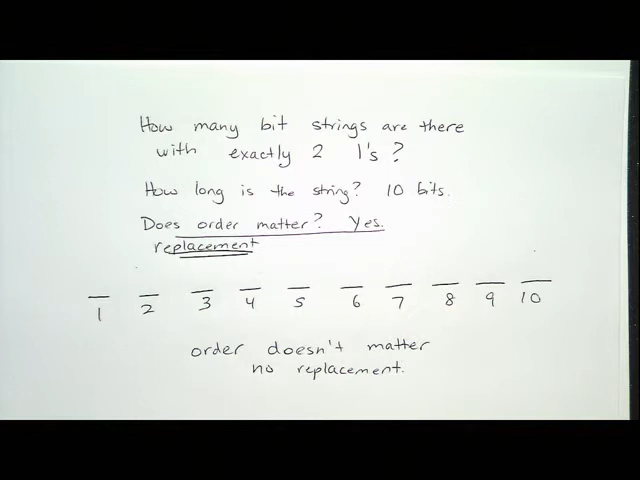 How many bit strings are there
with exactly 2 1's?
How long is the string? 10 bits.
Does order matter? Yes.
replacement
1 2 3 4 5 6 7 8 9 10
order doesn't matter
no replacement.